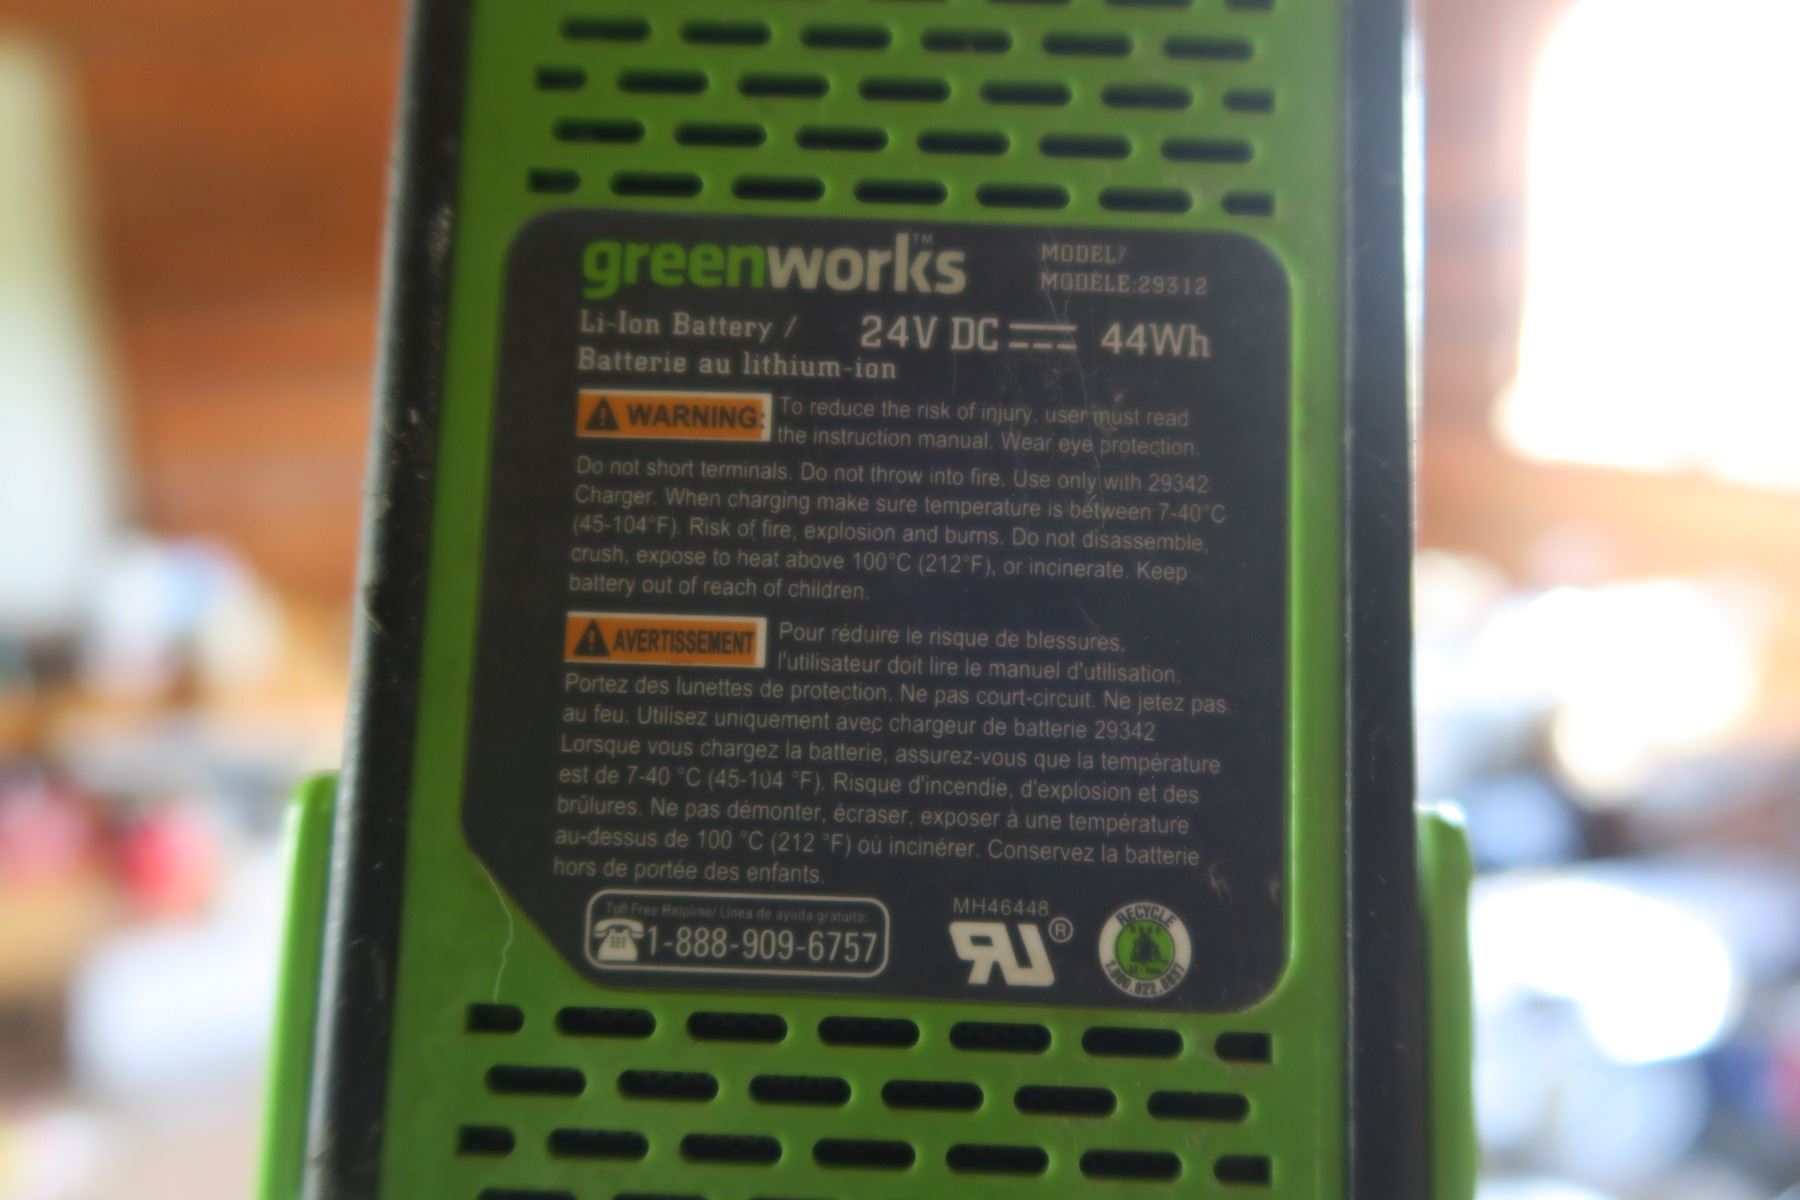 greenworks™
MODEL/
MODÈLE:29312
Li-Ion Battery /
Batterie au lithium-ion
24V DC 44Wh
WARNING: To reduce the risk of injury, user must read
the instruction manual. Wear eye protection.
Do not short terminals. Do not throw into fire. Use only with 29342
Charger. When charging make sure temperature is between 7-40°C
(45-104°F). Risk of fire, explosion and burns. Do not disassemble,
crush, expose to heat above 100°C (212°F), or incinerate. Keep
battery out of reach of children.
AVERTISSEMENT Pour réduire le risque de blessures,
l'utilisateur doit lire le manuel d'utilisation.
Portez des lunettes de protection. Ne pas court-circuit. Ne jetez pas
au feu. Utilisez uniquement avec chargeur de batterie 29342
Lorsque vous chargez la batterie, assurez-vous que la température
est de 7-40 °C (45-104 °F). Risque d'incendie, d'explosion et des
brûlures. Ne pas démonter, écraser, exposer à une température
au-dessus de 100 °C (212 °F) où incinérer. Conservez la batterie
hors de portée des enfants.
Toll Free Helpline/ Línea de ayuda gratuita:
1-888-909-6757
MH46448
RU®
RECYCLE
Li-Ion